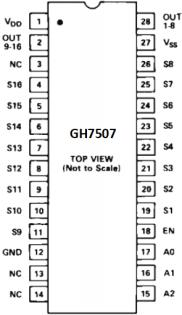 VDD 1
OUT 9-16 2
NC 3
S16 4
S15 5
S14 6
S13 7
S12 8
S11 9
S10 10
S9 11
GND 12
NC 13
NC 14
GH7507
TOP VIEW
(Not to Scale)
28 OUT 1-8
27 VSS
26 S8
25 S7
24 S6
23 S5
22 S4
21 S3
20 S2
19 S1
18 EN
17 A0
16 A1
15 A2